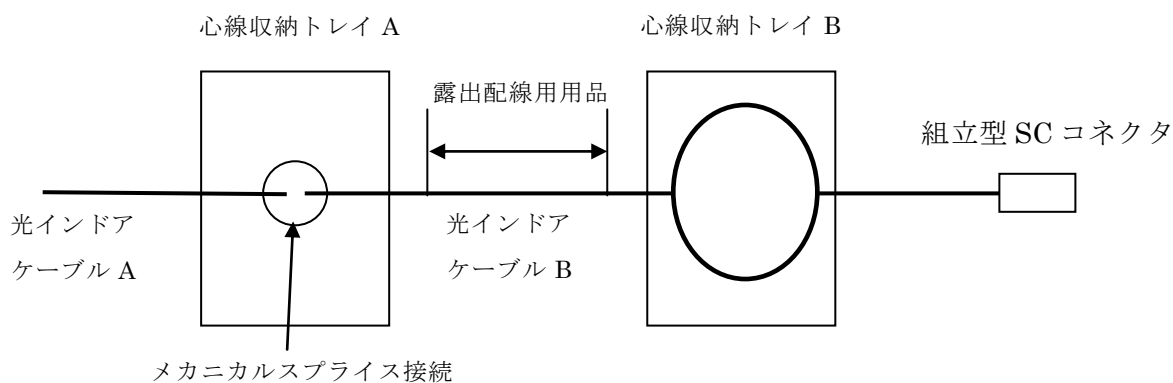 心線収納トレイ A
心線収納トレイ B
露出配線用用品
組立型 SC コネクタ
光インドア
ケーブル A
光インドア
ケーブル B
メカニカルスプライス接続